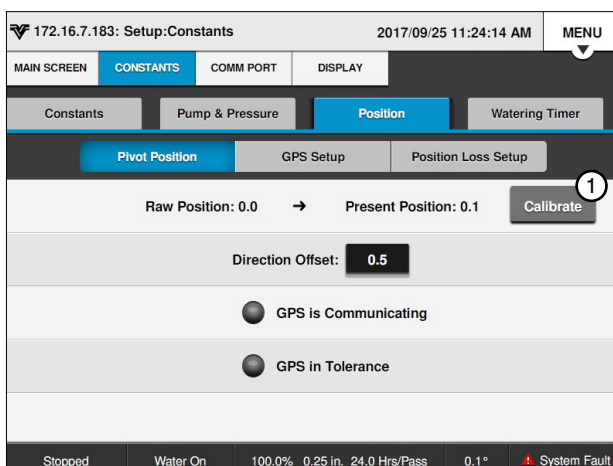 172.16.7.183: Setup:Constants 2017/09/25 11:24:14 AM MENU
MAIN SCREEN CONSTANTS COMM PORT DISPLAY
Constants Pump & Pressure Position Watering Timer
Pivot Position GPS Setup Position Loss Setup
1
Raw Position: 0.0 → Present Position: 0.1 Calibrate
Direction Offset: 0.5
GPS is Communicating
GPS in Tolerance
Stopped Water On 100.0% 0.25 in. 24.0 Hrs/Pass 0.1° System Fault